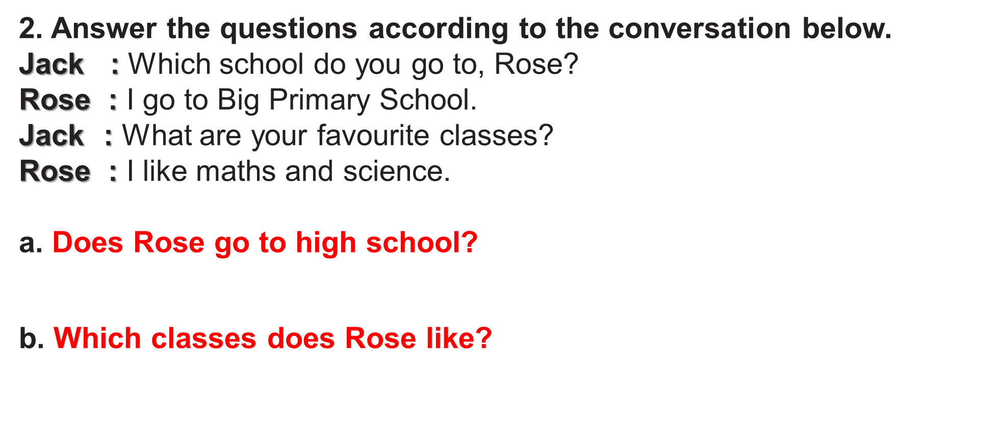 2. Answer the questions according to the conversation below.
Jack : Which school do you go to, Rose?
Rose : I go to Big Primary School.
Jack : What are your favourite classes?
Rose : I like maths and science.
a. Does Rose go to high school?
b. Which classes does Rose like?